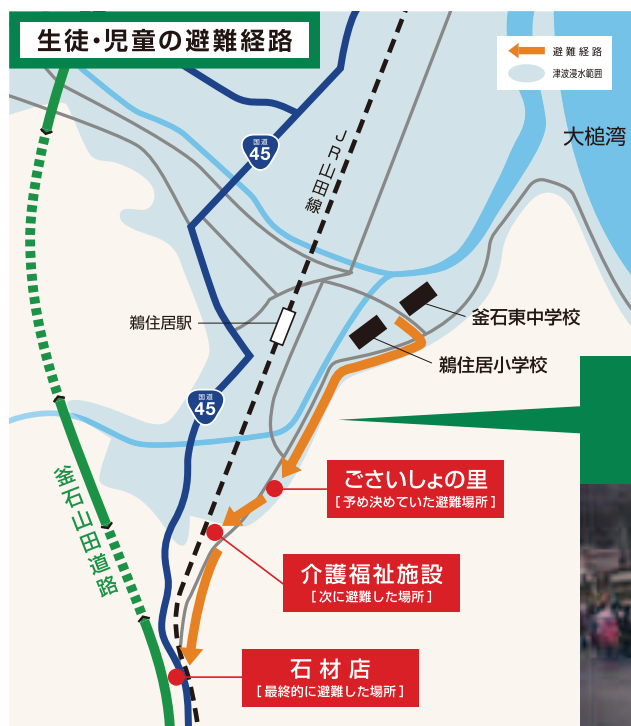 生徒・児童の避難経路
避難経路
津波浸水範囲
大槌湾
国道
45
JR山田線
鵜住居駅
釜石東中学校
鵜住居小学校
国道
45
釜石山田道路
ごさいしょの里
[予め決めていた避難場所]
介護福祉施設
[次に避難した場所]
石材店
[最終的に避難した場所]